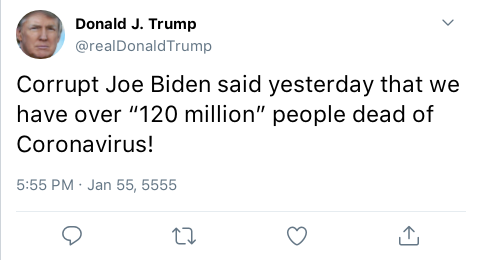 Donald J. Trump
@realDonaldTrump
Corrupt Joe Biden said yesterday that we
have over “120 million” people dead of
Coronavirus!
5:55 PM · Jan 55, 5555